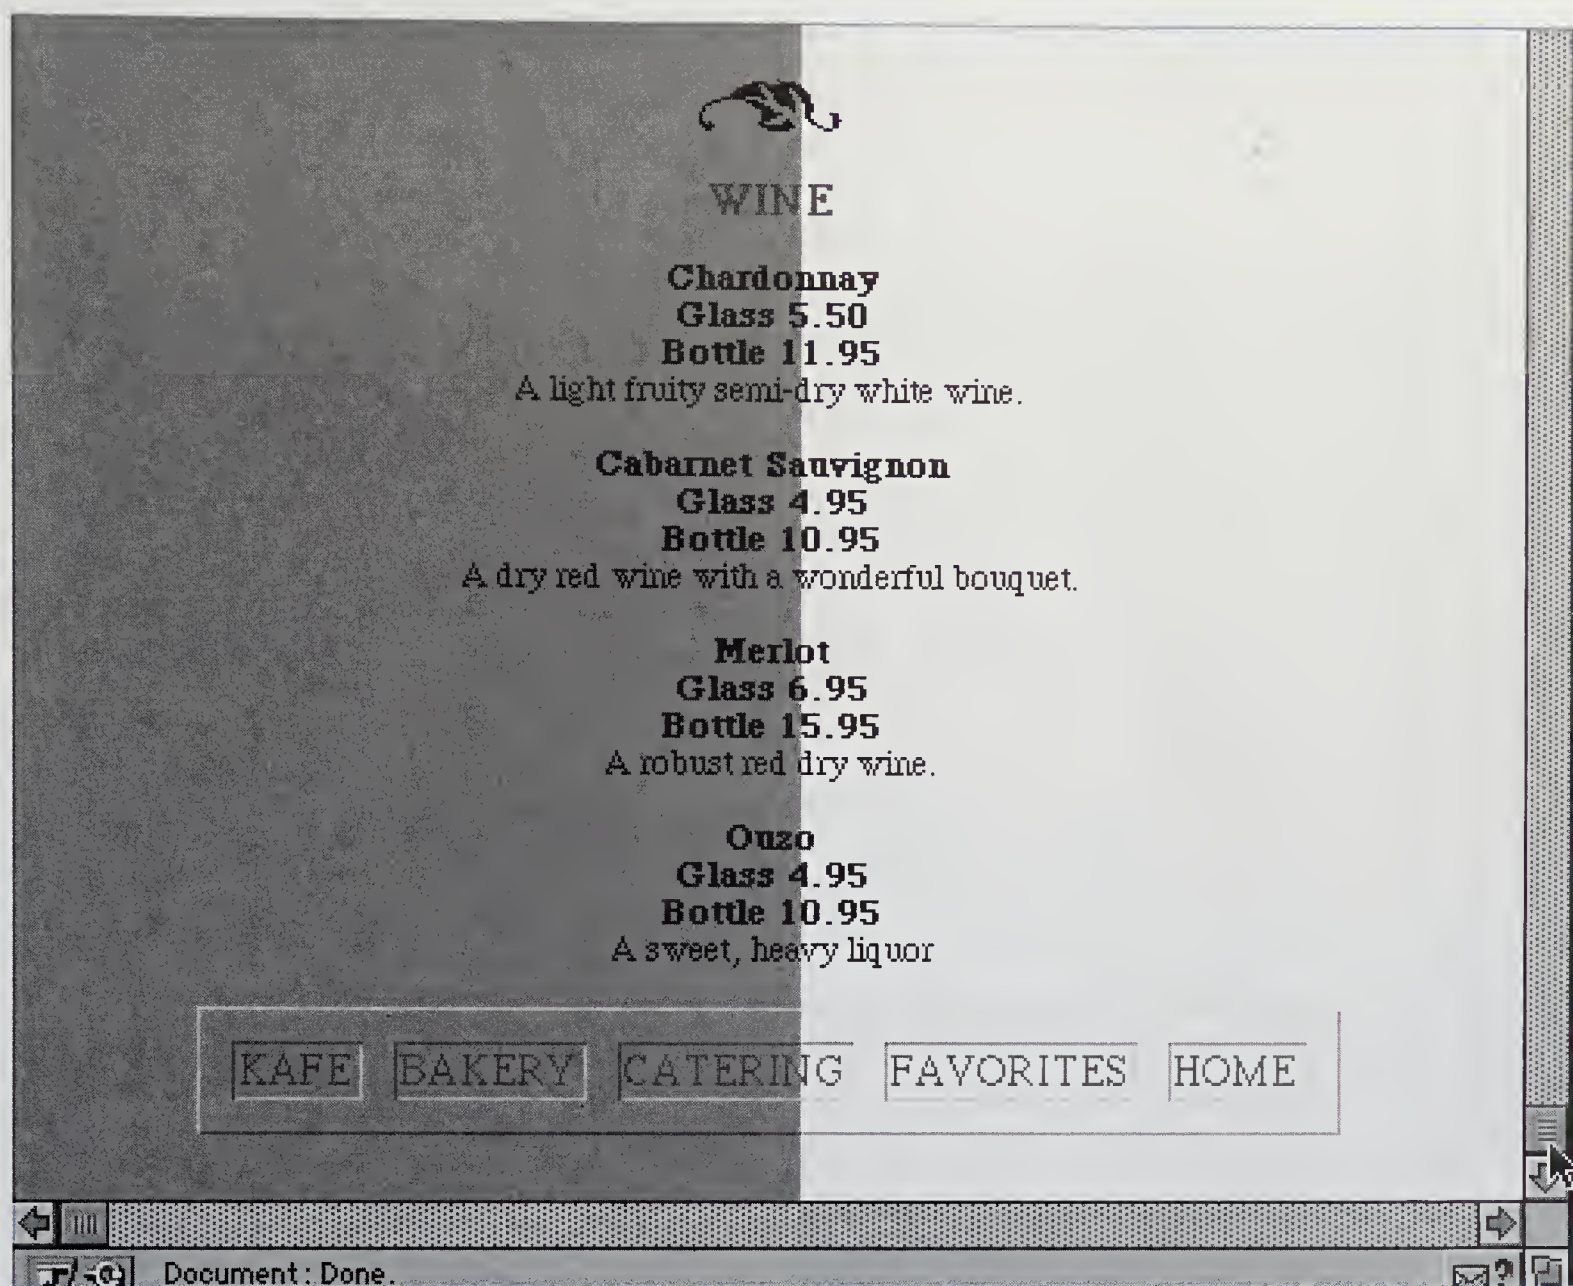 WINE
Chardonnay
Glass 5.50
Bottle 11.95
A light fruity semi-dry white wine.
Cabarnet Sauvignon
Glass 4.95
Bottle 10.95
A dry red wine with a wonderful bouquet.
Merlot
Glass 6.95
Bottle 15.95
A robust red dry wine.
Ouzo
Glass 4.95
Bottle 10.95
A sweet, heavy liquor
KAFE BAKERY CATERING FAVORITES HOME
Document: Done.
?